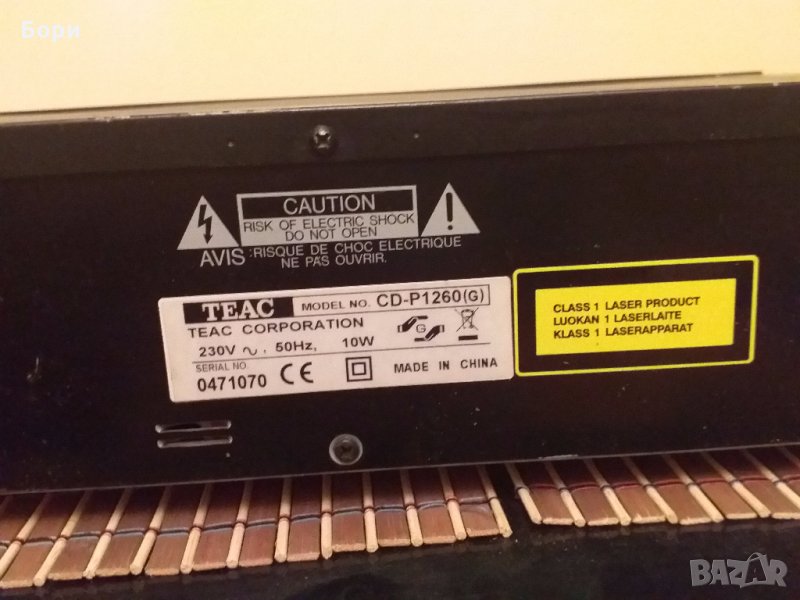 Бори
CAUTION
RISK OF ELECTRIC SHOCK
DO NOT OPEN
AVIS :RISQUE DE CHOC ELECTRIQUE
NE PAS OUVRIR.
TEAC MODEL NO. CD-P1260(G)
TEAC CORPORATION
230V ∿, 50Hz, 10W
G
SERIAL NO.
0471070 CE MADE IN CHINA
CLASS 1 LASER PRODUCT
LUOKAN 1 LASERLAITE
KLASS 1 LASERAPPARAT
BAZAR